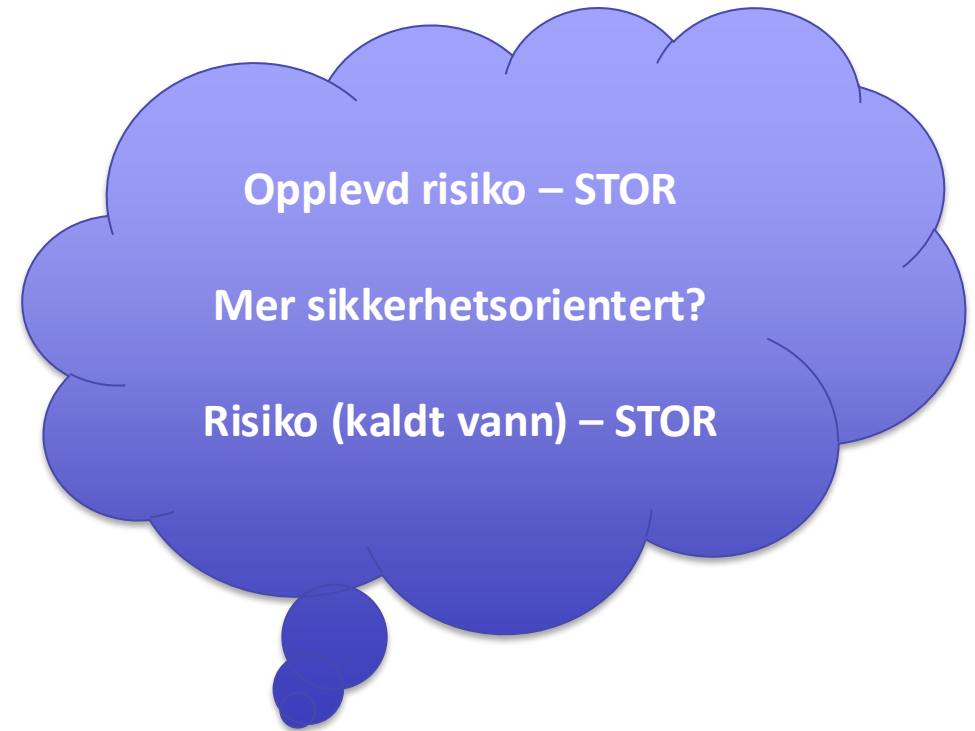 Opplevd risiko – STOR
Mer sikkerhetsorientert?
Risiko (kaldt vann) – STOR